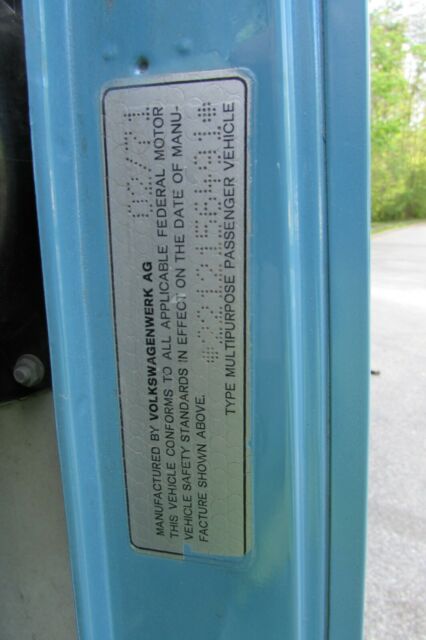 MANUFACTURED BY VOLKSWAGENWERK AG 02/71
THIS VEHICLE CONFORMS TO ALL APPLICABLE FEDERAL MOTOR
VEHICLE SAFETY STANDARDS IN EFFECT ON THE DATE OF MANU-
FACTURE SHOWN ABOVE.
TYPE MULTIPURPOSE PASSENGER VEHICLE